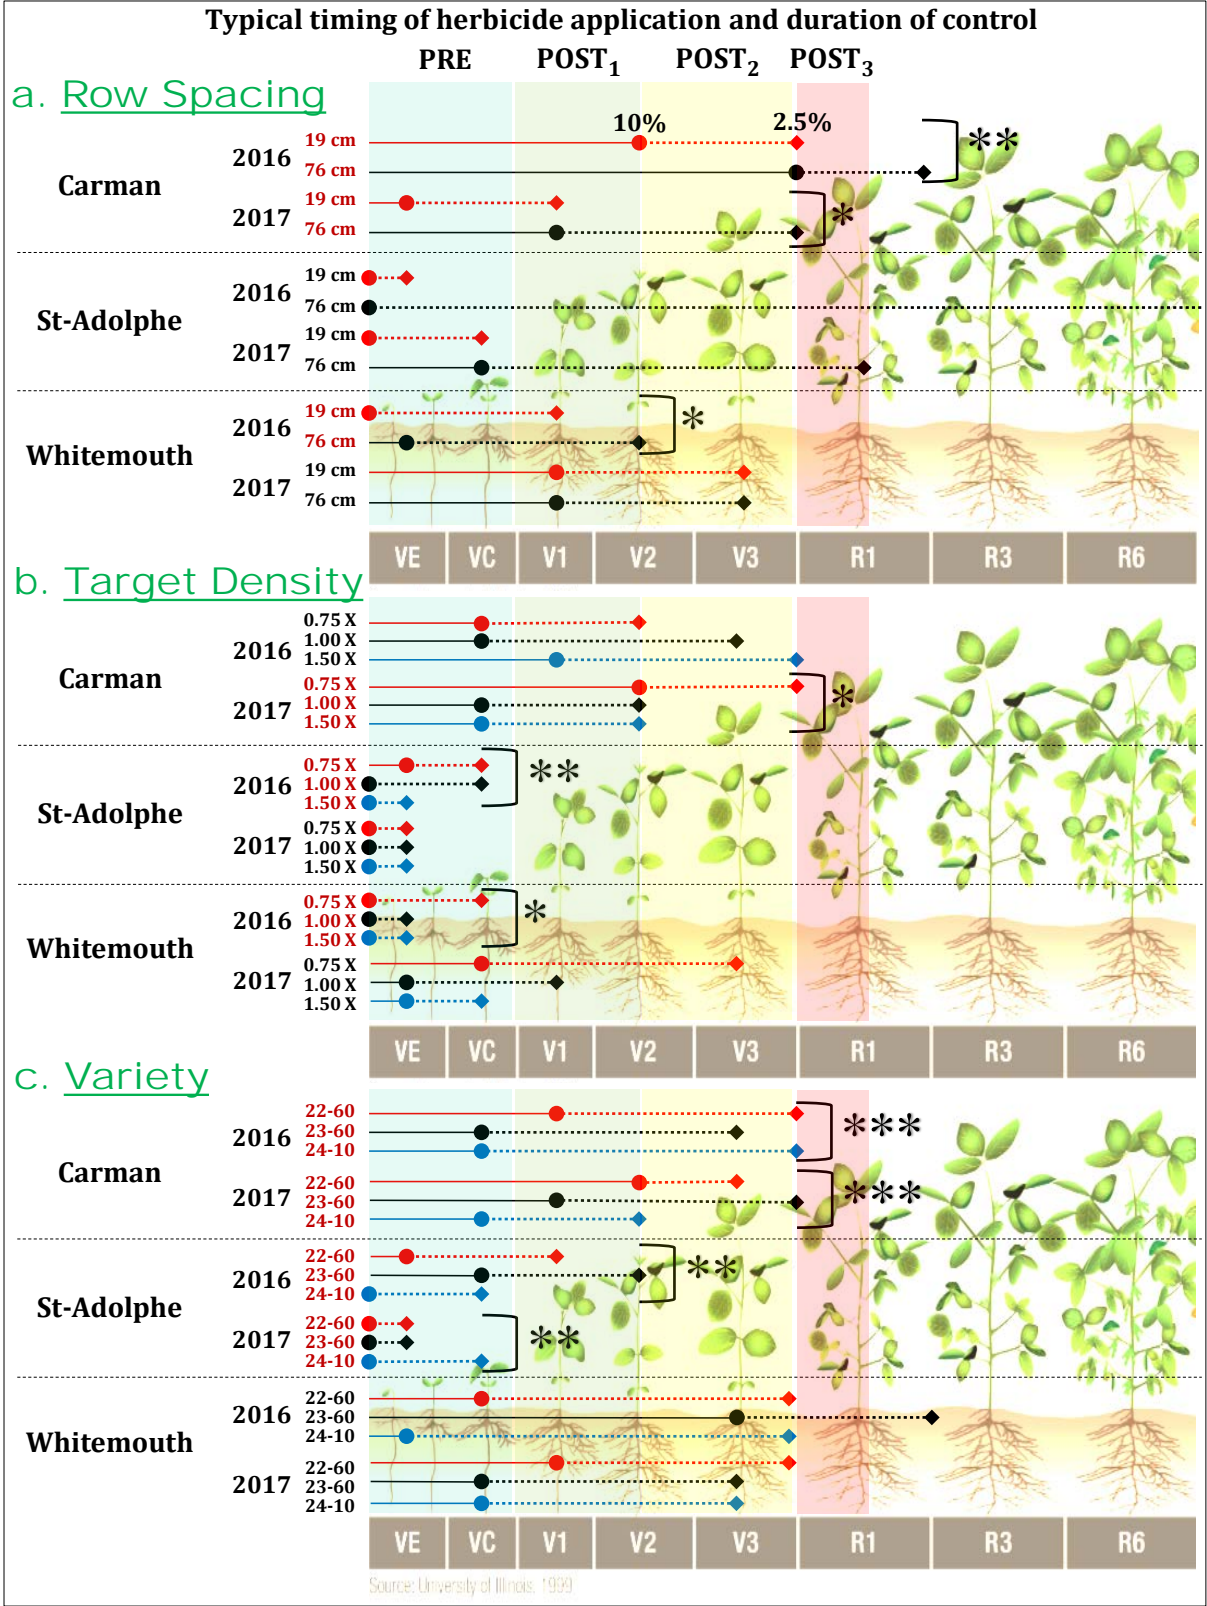 Typical timing of herbicide application and duration of control
PRE POST1 POST2 POST3
a. Row Spacing
10% 2.5%
Carman
2016
19 cm
76 cm
**
2017
19 cm
76 cm
*
St-Adolphe
2016
19 cm
76 cm
2017
19 cm
76 cm
Whitemouth
2016
19 cm
76 cm
*
2017
19 cm
76 cm
VE VC V1 V2 V3 R1 R3 R6
b. Target Density
Carman
2016
0.75 X
1.00 X
1.50 X
2017
0.75 X
1.00 X
1.50 X
*
St-Adolphe
2016
0.75 X
1.00 X
1.50 X
**
2017
0.75 X
1.00 X
1.50 X
Whitemouth
2016
0.75 X
1.00 X
1.50 X
*
2017
0.75 X
1.00 X
1.50 X
VE VC V1 V2 V3 R1 R3 R6
c. Variety
Carman
2016
22-60
23-60
24-10
***
2017
22-60
23-60
24-10
***
St-Adolphe
2016
22-60
23-60
24-10
**
2017
22-60
23-60
24-10
**
Whitemouth
2016
22-60
23-60
24-10
2017
22-60
23-60
24-10
VE VC V1 V2 V3 R1 R3 R6
Source: University of Illinois, 1999